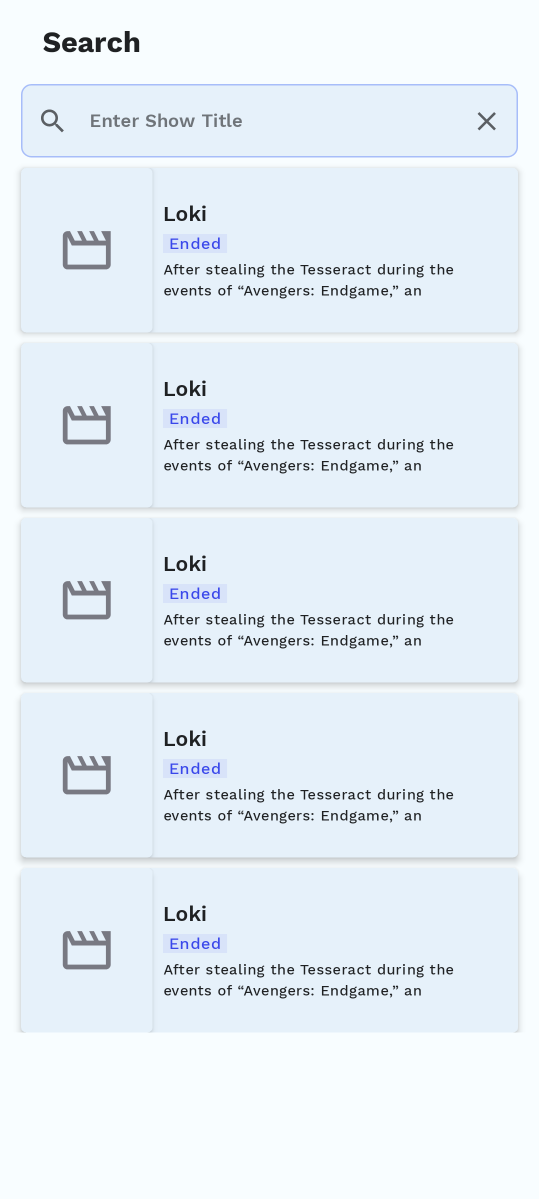 Search
Enter Show Title
Loki
Ended
After stealing the Tesseract during the
events of “Avengers: Endgame,” an
Loki
Ended
After stealing the Tesseract during the
events of “Avengers: Endgame,” an
Loki
Ended
After stealing the Tesseract during the
events of “Avengers: Endgame,” an
Loki
Ended
After stealing the Tesseract during the
events of “Avengers: Endgame,” an
Loki
Ended
After stealing the Tesseract during the
events of “Avengers: Endgame,” an